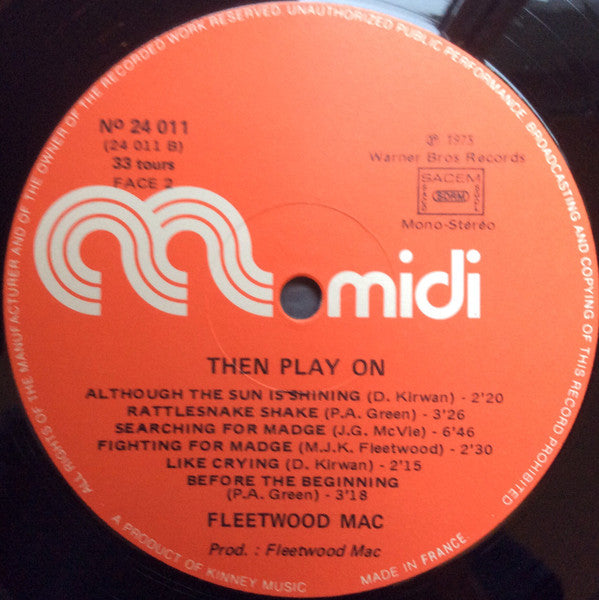 ALL RIGHTS OF THE MANUFACTURER AND OF THE OWNER OF THE RECORDED WORK RESERVED UNAUTHORIZED PUBLIC PERFORMANCE BROADCASTING AND COPYING OF THIS RECORD PROHIBITED
Nº 24 011
(24 011 B)
33 tours
FACE 2
℗ 1975
Warner Bros Records
SACEM
SDRM
Mono-Stéréo
midi
THEN PLAY ON
ALTHOUGH THE SUN IS SHINING (D. Kirwan) - 2'20
RATTLESNAKE SHAKE (P.A. Green) - 3'26
SEARCHING FOR MADGE (J.G. McVie) - 6'46
FIGHTING FOR MADGE (M.J.K. Fleetwood) - 2'30
LIKE CRYING (D. Kirwan) - 2'15
BEFORE THE BEGINNING
(P.A. Green) - 3'18
FLEETWOOD MAC
Prod. : Fleetwood Mac
A PRODUCT OF KINNEY MUSIC
MADE IN FRANCE